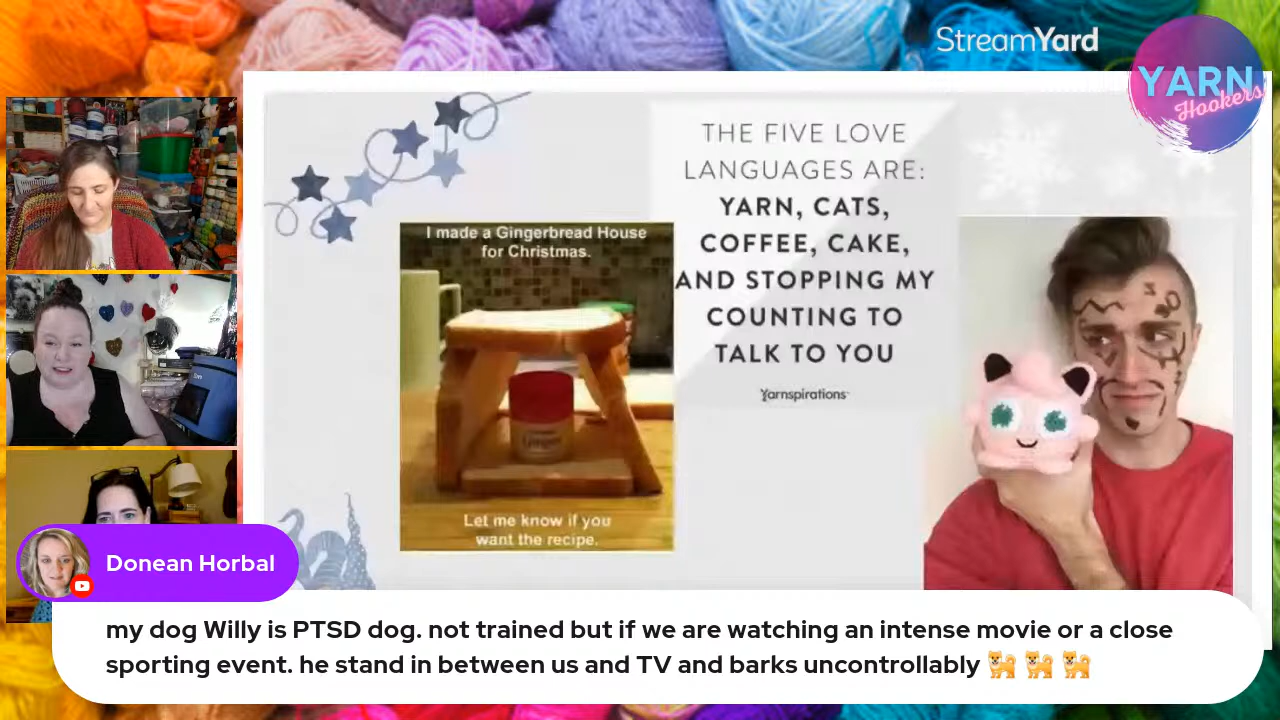 StreamYard
YARN
Hookers
THE FIVE LOVE
LANGUAGES ARE:
YARN, CATS,
COFFEE, CAKE,
AND STOPPING MY
COUNTING TO
TALK TO YOU
Yarnspirations
I made a Gingerbread House
for Christmas.
Ginger
Let me know if you
want the recipe.
Donean Horbal
my dog Willy is PTSD dog. not trained but if we are watching an intense movie or a close
sporting event. he stand in between us and TV and barks uncontrollably 🐕 🐕 🐕